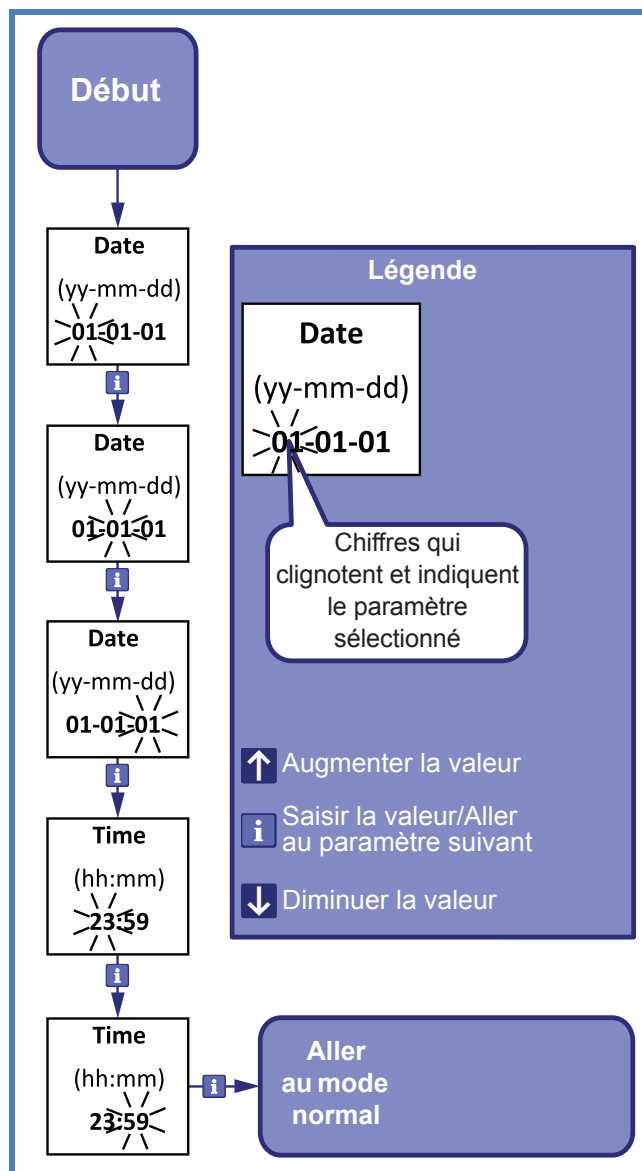 Début
Date
(yy-mm-dd)
01-01-01
i
Date
(yy-mm-dd)
01-01-01
i
Date
(yy-mm-dd)
01-01-01
i
Time
(hh:mm)
23:59
i
Time
(hh:mm)
23:59
i
Aller
au mode
normal
Légende
Date
(yy-mm-dd)
01-01-01
Chiffres qui
clignotent et indiquent
le paramètre
sélectionné
Augmenter la valeur
i
Saisir la valeur/Aller
au paramètre suivant
Diminuer la valeur